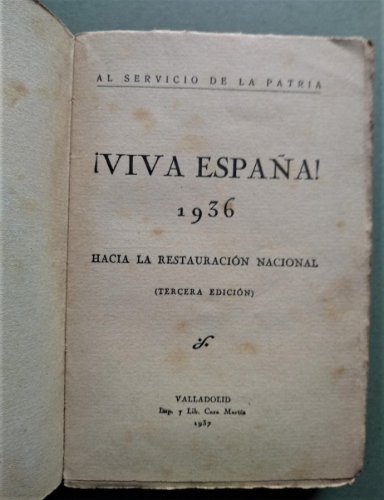 AL SERVICIO DE LA PATRIA
¡VIVA ESPAÑA!
1936
HACIA LA RESTAURACIÓN NACIONAL
(TERCERA EDICIÓN)
VALLADOLID
Imp. y Lib. Casa Martín
1937